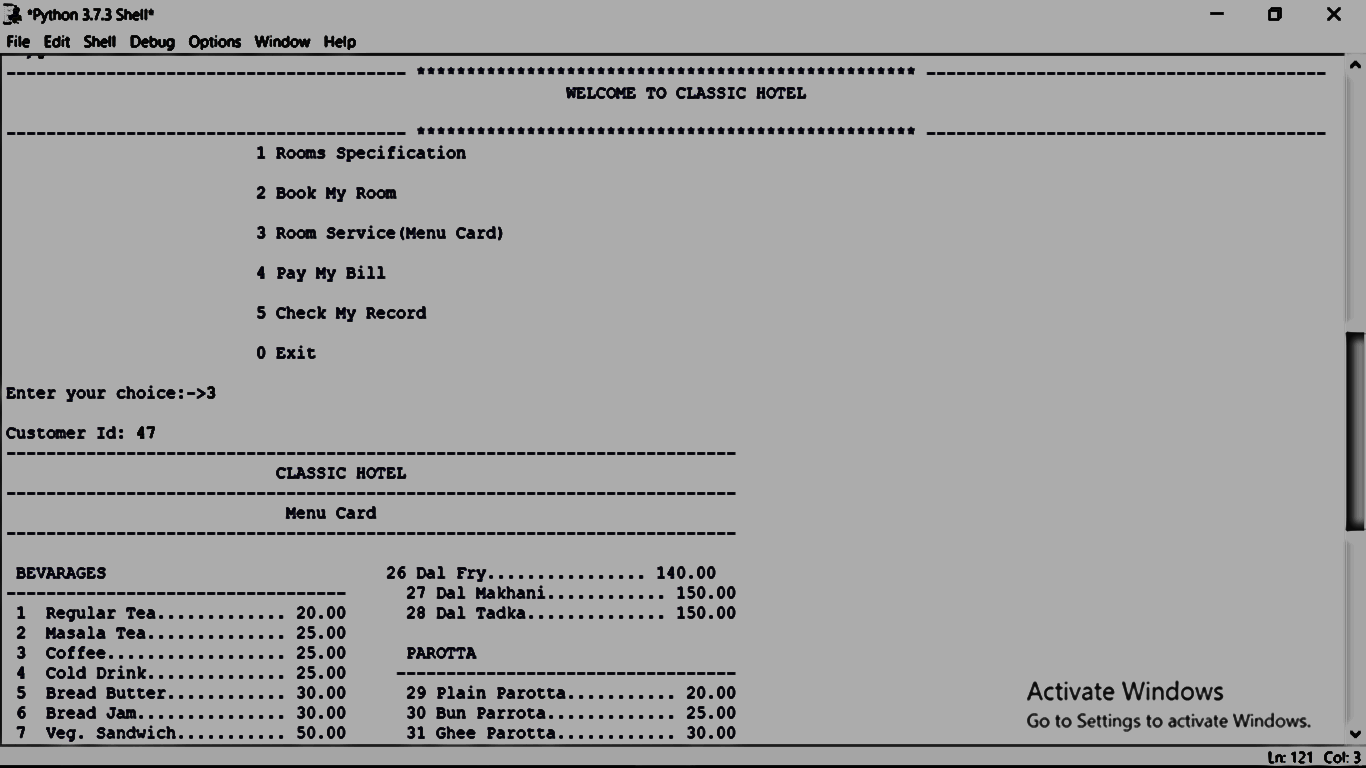 *Python 3.7.3 Shell*
File Edit Shell Debug Options Window Help
---------------------------------------- ************************************************** ----------------------------------------
WELCOME TO CLASSIC HOTEL
---------------------------------------- ************************************************** ----------------------------------------
1 Rooms Specification
2 Book My Room
3 Room Service(Menu Card)
4 Pay My Bill
5 Check My Record
0 Exit
Enter your choice:->3
Customer Id: 47
-------------------------------------------------------------------------
CLASSIC HOTEL
-------------------------------------------------------------------------
Menu Card
-------------------------------------------------------------------------
BEVARAGES 26 Dal Fry................ 140.00
---------------------------------- 27 Dal Makhani............ 150.00
1 Regular Tea............. 20.00 28 Dal Tadka.............. 150.00
2 Masala Tea.............. 25.00
3 Coffee.................. 25.00 PAROTTA
4 Cold Drink.............. 25.00 ----------------------------------
5 Bread Butter............ 30.00 29 Plain Parotta........... 20.00
6 Bread Jam............... 30.00 30 Bun Parrota............. 25.00
7 Veg. Sandwich........... 50.00 31 Ghee Parotta............ 30.00
Activate Windows
Go to Settings to activate Windows.
Ln: 121 Col: 3